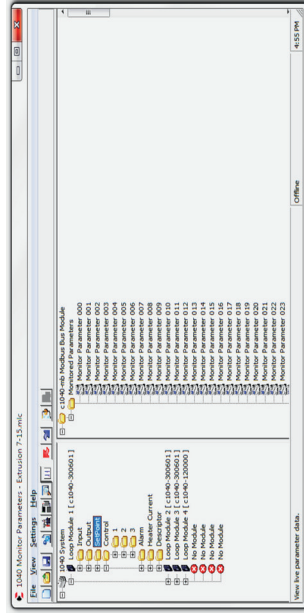 1040 Monitor Parameters - Extrusion 7-15.mic
File View Settings Help
1040 System
Loop Module 1 [ c1040-300601 ]
Input
Output
Setpoint
Control
1
2
3
Alarm
Heater Current
Descriptor
Loop Module 2 [ c1040-300601 ]
Loop Module 3 [ c1040-300601 ]
Loop Module 4 [ c1040-120000 ]
No Module
No Module
No Module
No Module
c1040-mb Modbus Bus Module
Monitored Parameters
Monitor Parameter 000
Monitor Parameter 001
Monitor Parameter 002
Monitor Parameter 003
Monitor Parameter 004
Monitor Parameter 005
Monitor Parameter 006
Monitor Parameter 007
Monitor Parameter 008
Monitor Parameter 009
Monitor Parameter 010
Monitor Parameter 011
Monitor Parameter 012
Monitor Parameter 013
Monitor Parameter 014
Monitor Parameter 015
Monitor Parameter 016
Monitor Parameter 017
Monitor Parameter 018
Monitor Parameter 019
Monitor Parameter 020
Monitor Parameter 021
Monitor Parameter 022
Monitor Parameter 023
View live parameter data.
Offline
4:55 PM